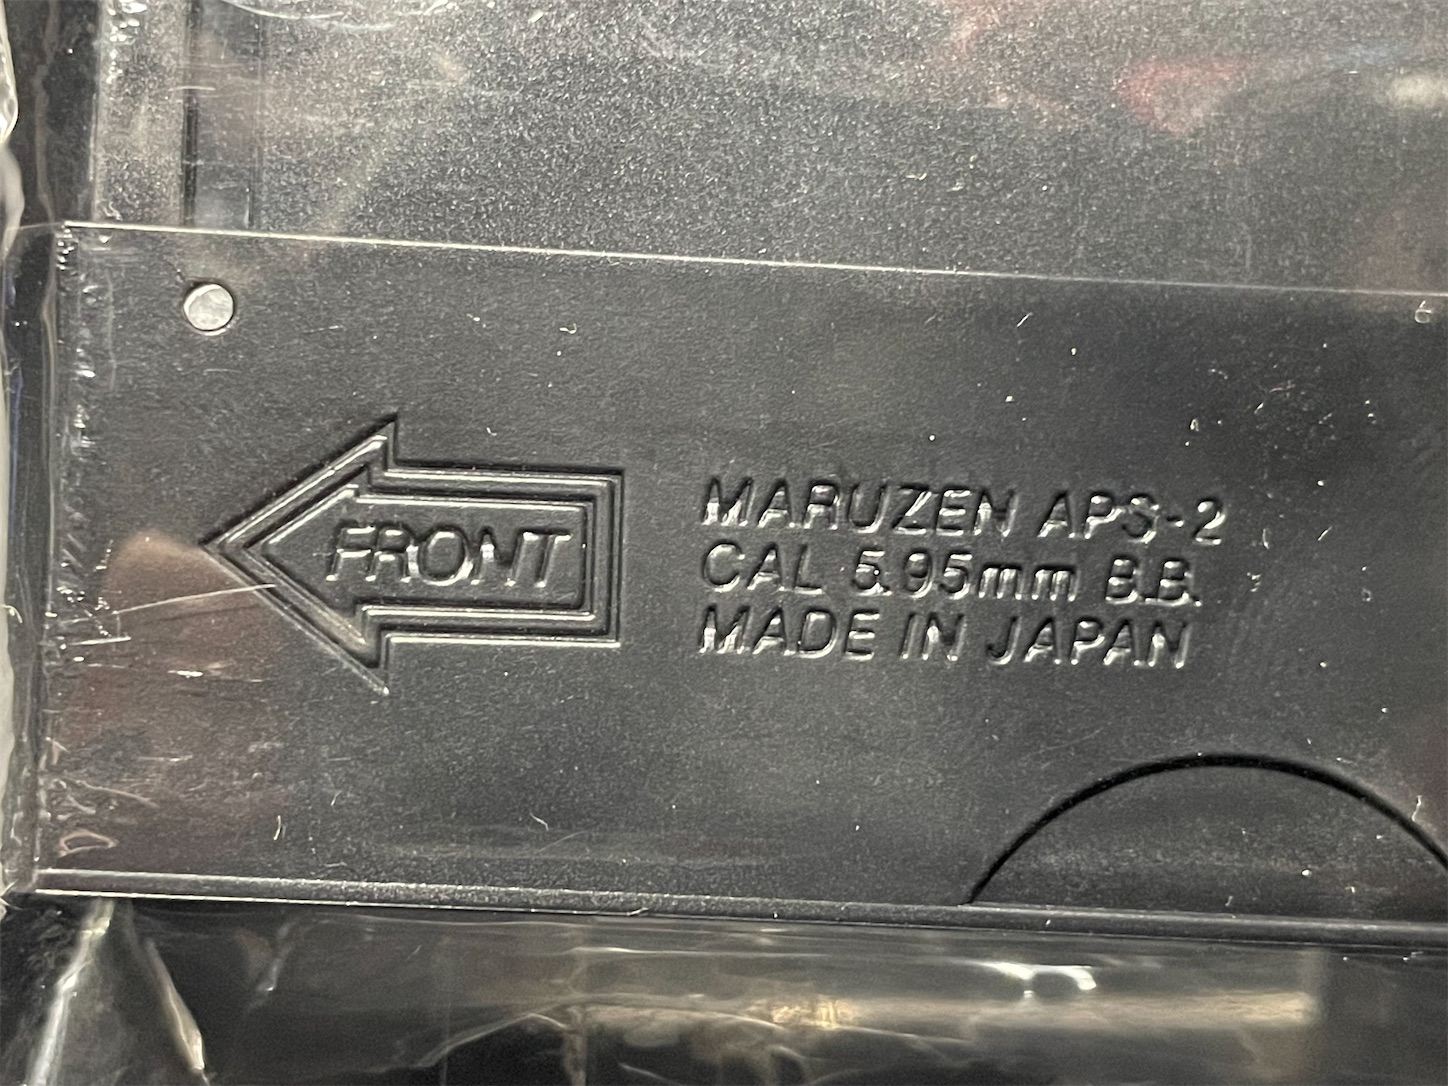 FRONT
MARUZEN APS-2
CAL 5.95mm B.B.
MADE IN JAPAN